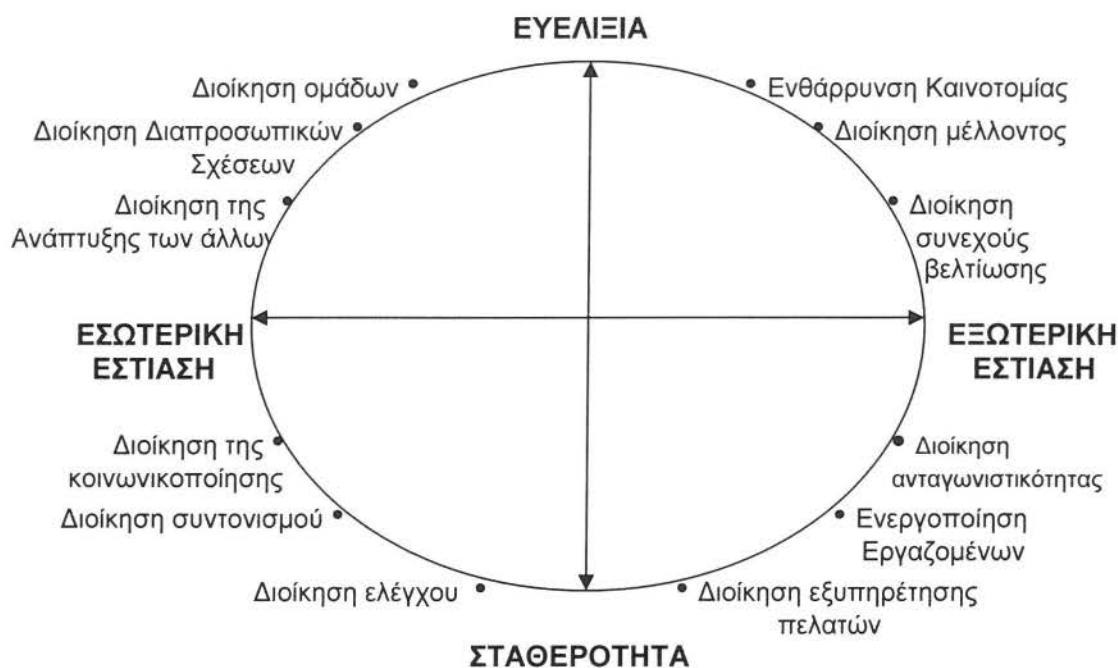 ΕΥΕΛΙΞΙΑ
Διοίκηση ομάδων
Διοίκηση Διαπροσωπικών
Σχέσεων
Διοίκηση της
Ανάπτυξης των άλλων
Ενθάρρυνση Καινοτομίας
Διοίκηση μέλλοντος
Διοίκηση
συνεχούς
βελτίωσης
ΕΣΩΤΕΡΙΚΗ
ΕΣΤΙΑΣΗ
ΕΞΩΤΕΡΙΚΗ
ΕΣΤΙΑΣΗ
Διοίκηση της
κοινωνικοποίησης
Διοίκηση συντονισμού
Διοίκηση ελέγχου
Διοίκηση
ανταγωνιστικότητας
Ενεργοποίηση
Εργαζομένων
Διοίκηση εξυπηρέτησης
πελατών
ΣΤΑΘΕΡΟΤΗΤΑ